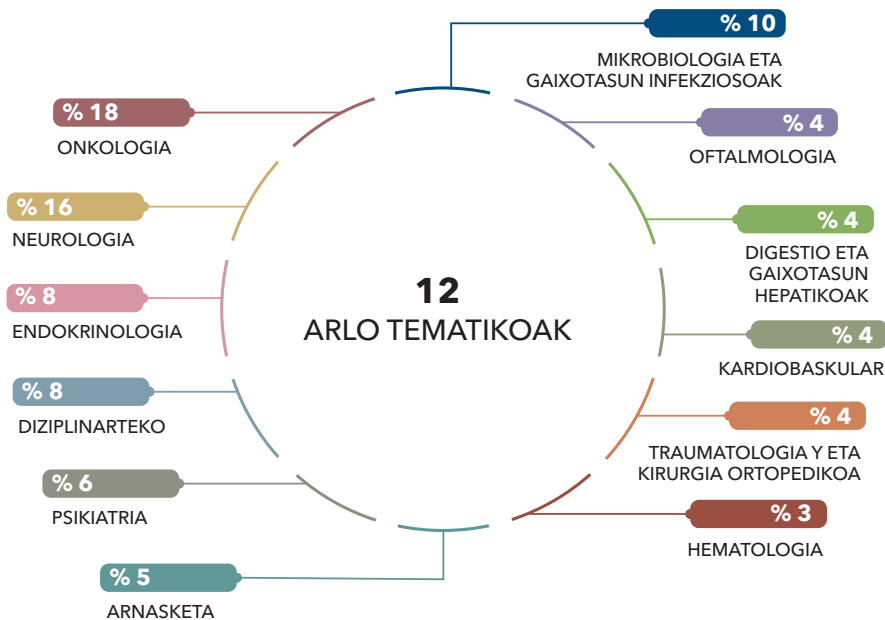 % 10
MIKROBIOLOGIA ETA
GAIXOTASUN INFEKZIOSOAK
% 18
ONKOLOGIA
% 4
OFTALMOLOGIA
% 16
NEUROLOGIA
% 4
DIGESTIO ETA
GAIXOTASUN
HEPATIKOAK
% 8
ENDOKRINOLOGIA
12
ARLO TEMATIKOAK
% 4
KARDIOBASKULAR
% 8
DIZIPLINARTEKO
% 4
TRAUMATOLOGIA Y ETA
KIRURGIA ORTOPEDIKOA
% 6
PSIKIATRIA
% 3
HEMATOLOGIA
% 5
ARNASKETA